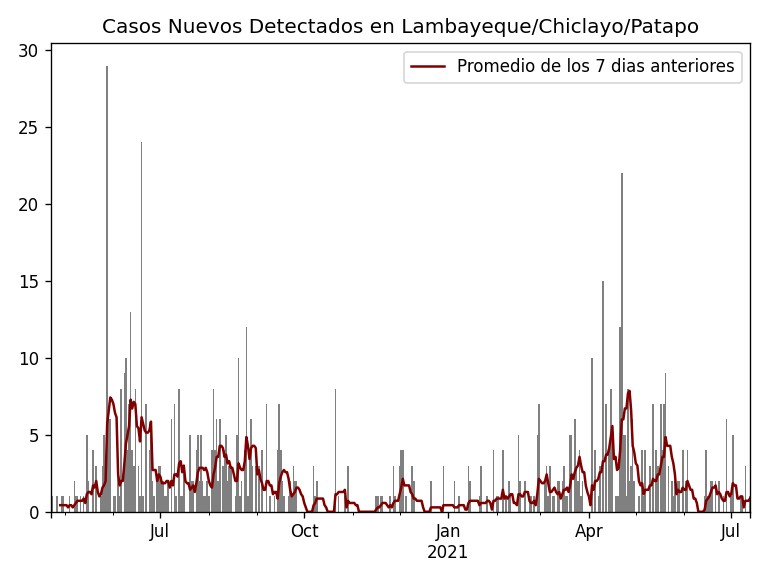 Casos Nuevos Detectados en Lambayeque/Chiclayo/Patapo
Promedio de los 7 dias anteriores
30
25
20
15
10
5
0
Jul
Oct
Jan
2021
Apr
Jul